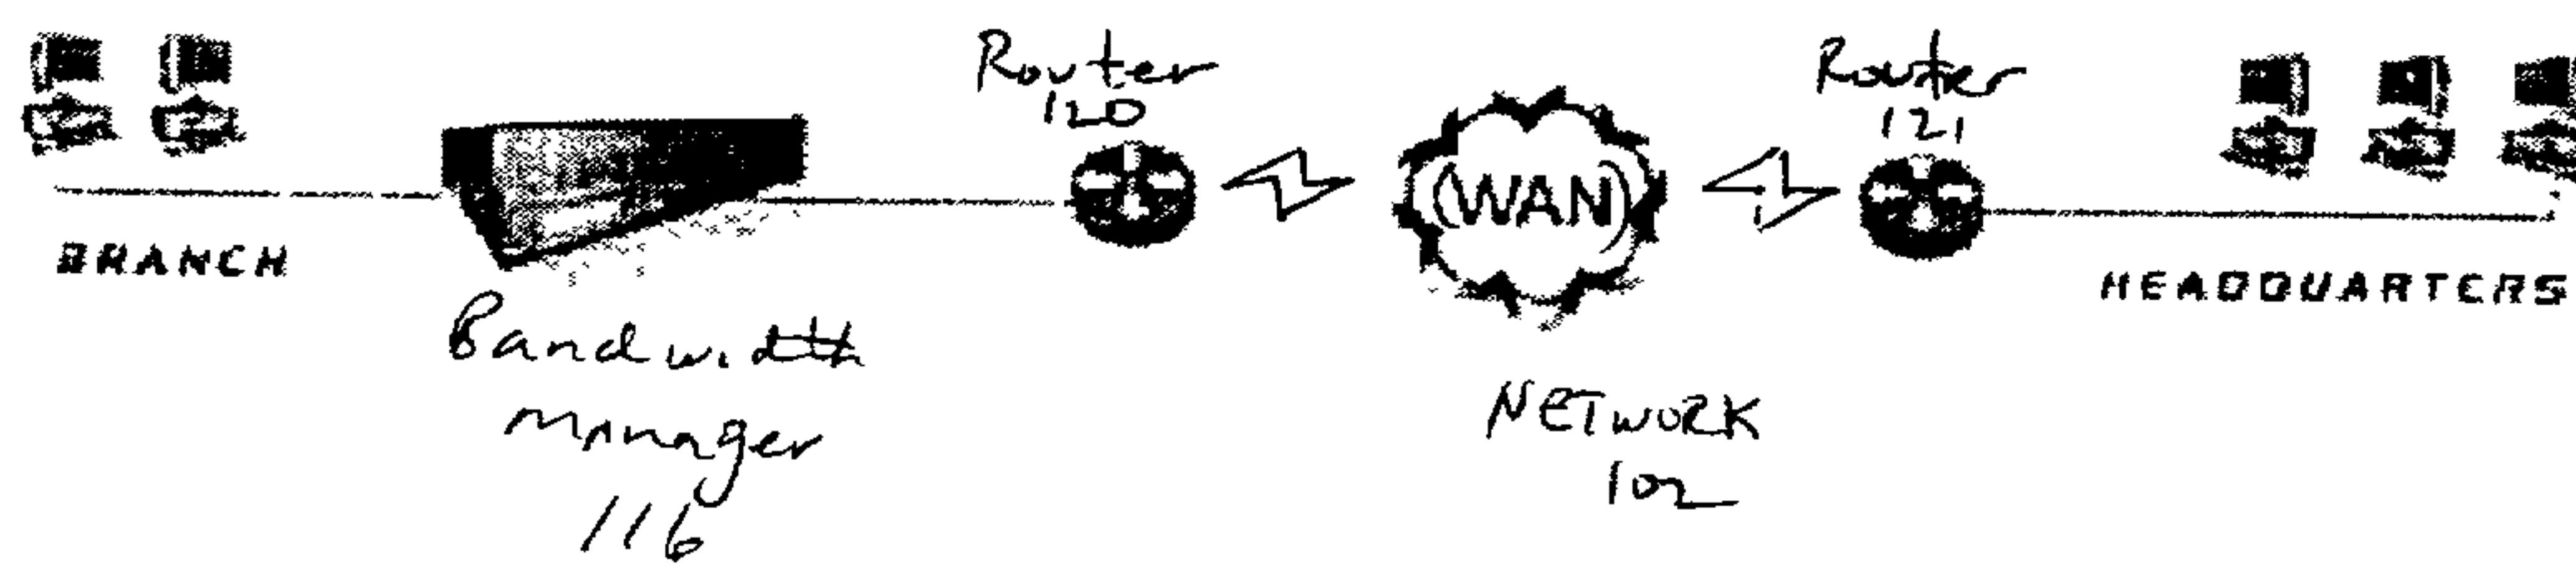 Router
120
Router
121
(WAN)
BRANCH
HEADQUARTERS
Bandwidth
Manager
116
NETWORK
102